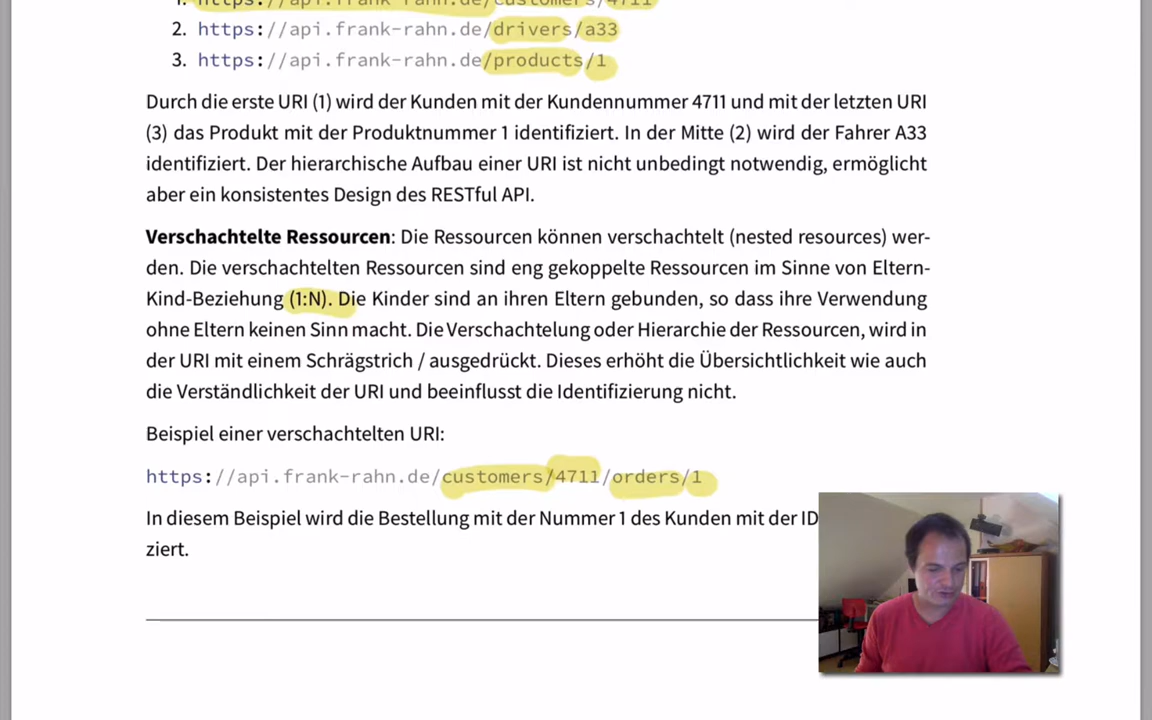 1. https://api.frank-rahn.de/customers/4711
2. https://api.frank-rahn.de/drivers/a33
3. https://api.frank-rahn.de/products/1
Durch die erste URI (1) wird der Kunden mit der Kundennummer 4711 und mit der letzten URI
(3) das Produkt mit der Produktnummer 1 identifiziert. In der Mitte (2) wird der Fahrer A33
identifiziert. Der hierarchische Aufbau einer URI ist nicht unbedingt notwendig, ermöglicht
aber ein konsistentes Design des RESTful API.
Verschachtelte Ressourcen: Die Ressourcen können verschachtelt (nested resources) wer-
den. Die verschachtelten Ressourcen sind eng gekoppelte Ressourcen im Sinne von Eltern-
Kind-Beziehung (1:N). Die Kinder sind an ihren Eltern gebunden, so dass ihre Verwendung
ohne Eltern keinen Sinn macht. Die Verschachtelung oder Hierarchie der Ressourcen, wird in
der URI mit einem Schrägstrich / ausgedrückt. Dieses erhöht die Übersichtlichkeit wie auch
die Verständlichkeit der URI und beeinflusst die Identifizierung nicht.
Beispiel einer verschachtelten URI:
https://api.frank-rahn.de/customers/4711/orders/1
In diesem Beispiel wird die Bestellung mit der Nummer 1 des Kunden mit der ID
ziert.